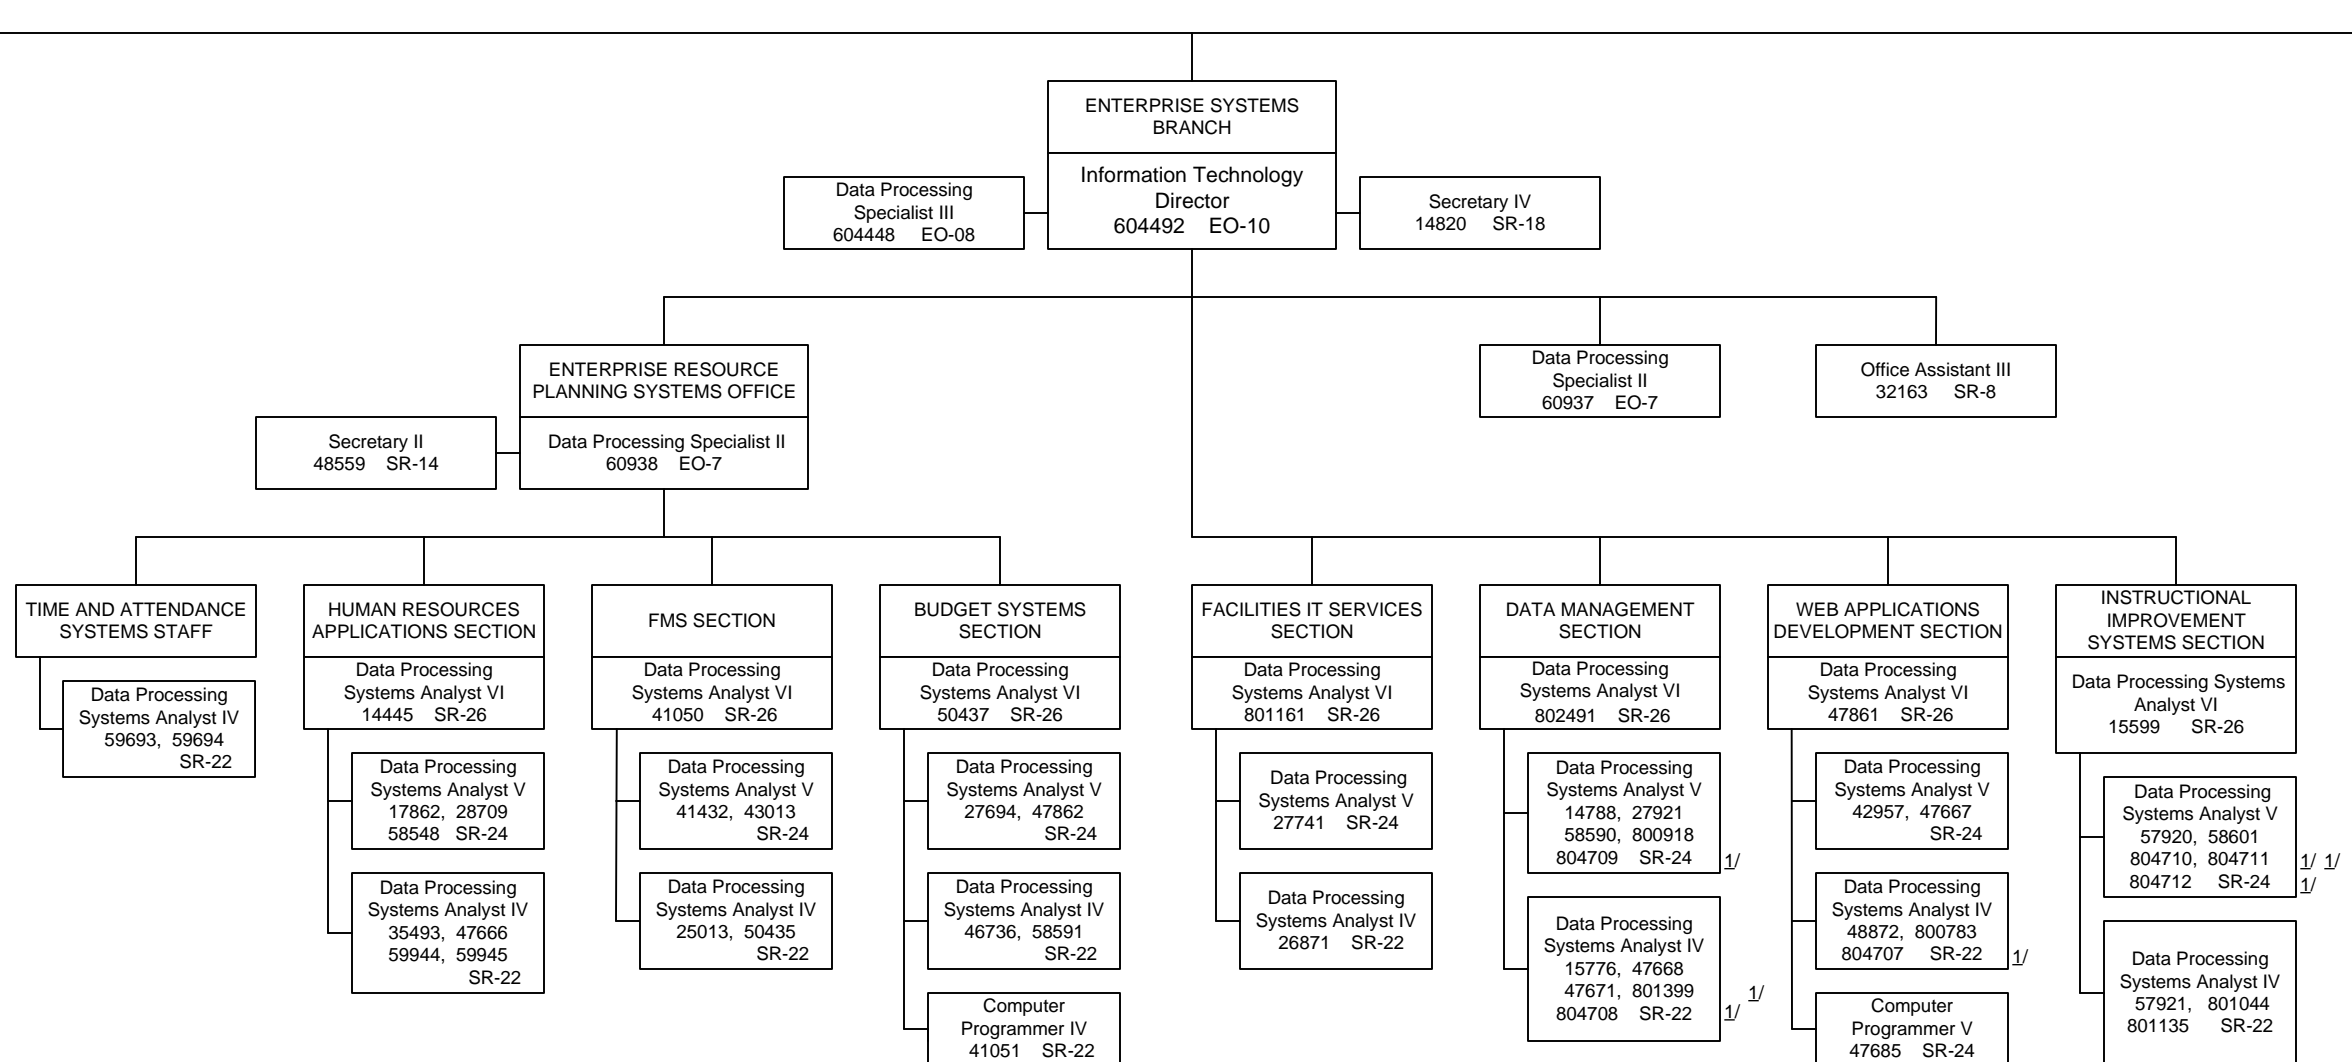 ENTERPRISE SYSTEMS
BRANCH
Information Technology
Director
604492 EO-10
Data Processing
Specialist III
604448 EO-08
Secretary IV
14820 SR-18
ENTERPRISE RESOURCE
PLANNING SYSTEMS OFFICE
Data Processing Specialist II
60938 EO-7
Secretary II
48559 SR-14
Data Processing
Specialist II
60937 EO-7
Office Assistant III
32163 SR-8
TIME AND ATTENDANCE
SYSTEMS STAFF
Data Processing
Systems Analyst IV
59693, 59694
SR-22
HUMAN RESOURCES
APPLICATIONS SECTION
Data Processing
Systems Analyst VI
14445 SR-26
Data Processing
Systems Analyst V
17862, 28709
58548 SR-24
Data Processing
Systems Analyst IV
35493, 47666
59944, 59945
SR-22
FMS SECTION
Data Processing
Systems Analyst VI
41050 SR-26
Data Processing
Systems Analyst V
41432, 43013
SR-24
Data Processing
Systems Analyst IV
25013, 50435
SR-22
BUDGET SYSTEMS
SECTION
Data Processing
Systems Analyst VI
50437 SR-26
Data Processing
Systems Analyst V
27694, 47862
SR-24
Data Processing
Systems Analyst IV
46736, 58591
SR-22
Computer
Programmer IV
41051 SR-22
FACILITIES IT SERVICES
SECTION
Data Processing
Systems Analyst VI
801161 SR-26
Data Processing
Systems Analyst V
27741 SR-24
Data Processing
Systems Analyst IV
26871 SR-22
DATA MANAGEMENT
SECTION
Data Processing
Systems Analyst VI
802491 SR-26
Data Processing
Systems Analyst V
14788, 27921
58590, 800918
804709 SR-24 1/
Data Processing
Systems Analyst IV
15776, 47668
47671, 801399 1/
804708 SR-22 1/
WEB APPLICATIONS
DEVELOPMENT SECTION
Data Processing
Systems Analyst VI
47861 SR-26
Data Processing
Systems Analyst V
42957, 47667
SR-24
Data Processing
Systems Analyst IV
48872, 800783
804707 SR-22 1/
Computer
Programmer V
47685 SR-24
INSTRUCTIONAL
IMPROVEMENT
SYSTEMS SECTION
Data Processing Systems
Analyst VI
15599 SR-26
Data Processing
Systems Analyst V
57920, 58601
804710, 804711 1/ 1/
804712 SR-24 1/
Data Processing
Systems Analyst IV
57921, 801044
801135 SR-22